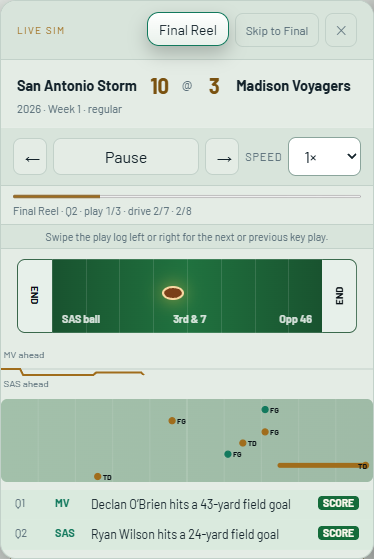 LIVE SIM
Final Reel
Skip to Final
×
San Antonio Storm 10 @ 3 Madison Voyagers
2026 · Week 1 · regular
← Pause → SPEED 1×
Final Reel · Q2 · play 1/3 · drive 2/7 · 2/8
Swipe the play log left or right for the next or previous key play.
END
END
SAS ball 3rd & 7 Opp 46
MV ahead
SAS ahead
FG
FG
FG
TD
FG
TD
TD
Q1 MV Declan O'Brien hits a 43-yard field goal SCORE
Q2 SAS Ryan Wilson hits a 24-yard field goal SCORE